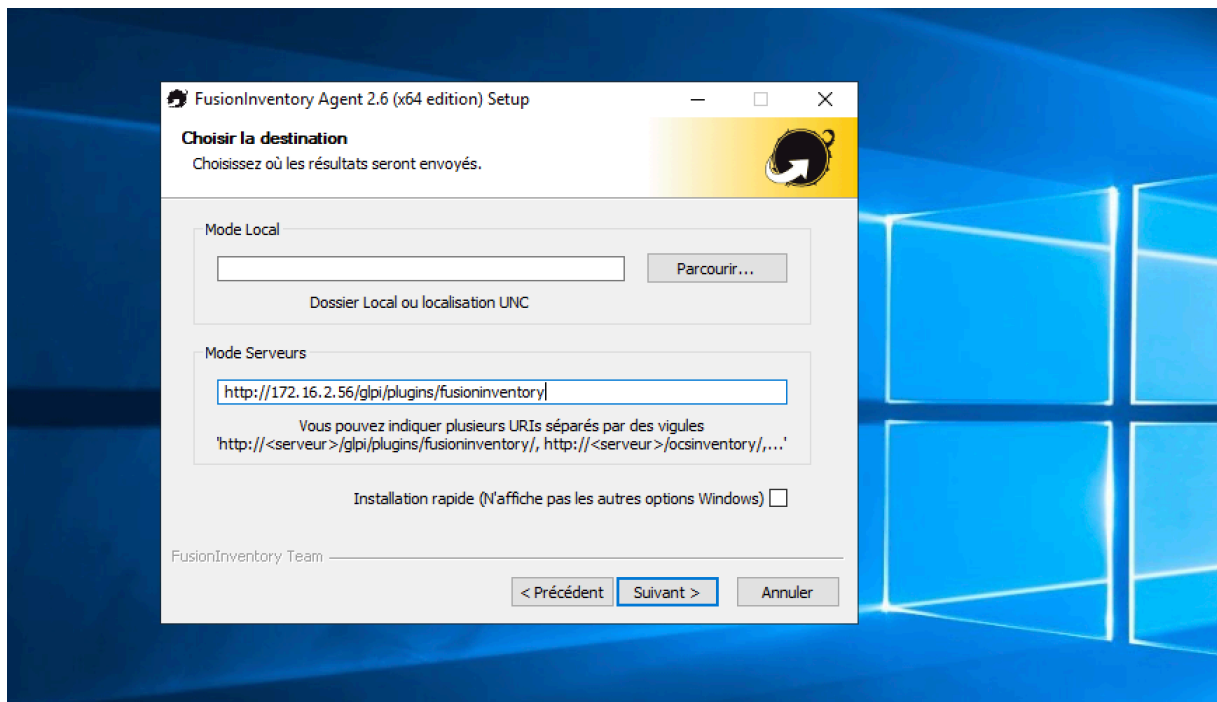 FusionInventory Agent 2.6 (x64 edition) Setup
Choisir la destination
Choisissez où les résultats seront envoyés.
Mode Local
Parcourir...
Dossier Local ou localisation UNC
Mode Serveurs
http://172.16.2.56/glpi/plugins/fusioninventory
Vous pouvez indiquer plusieurs URIs séparés par des vigules
'http://<serveur>/glpi/plugins/fusioninventory/, http://<serveur>/ocsinventory/,...'
Installation rapide (N'affiche pas les autres options Windows)
FusionInventory Team
< Précédent Suivant > Annuler